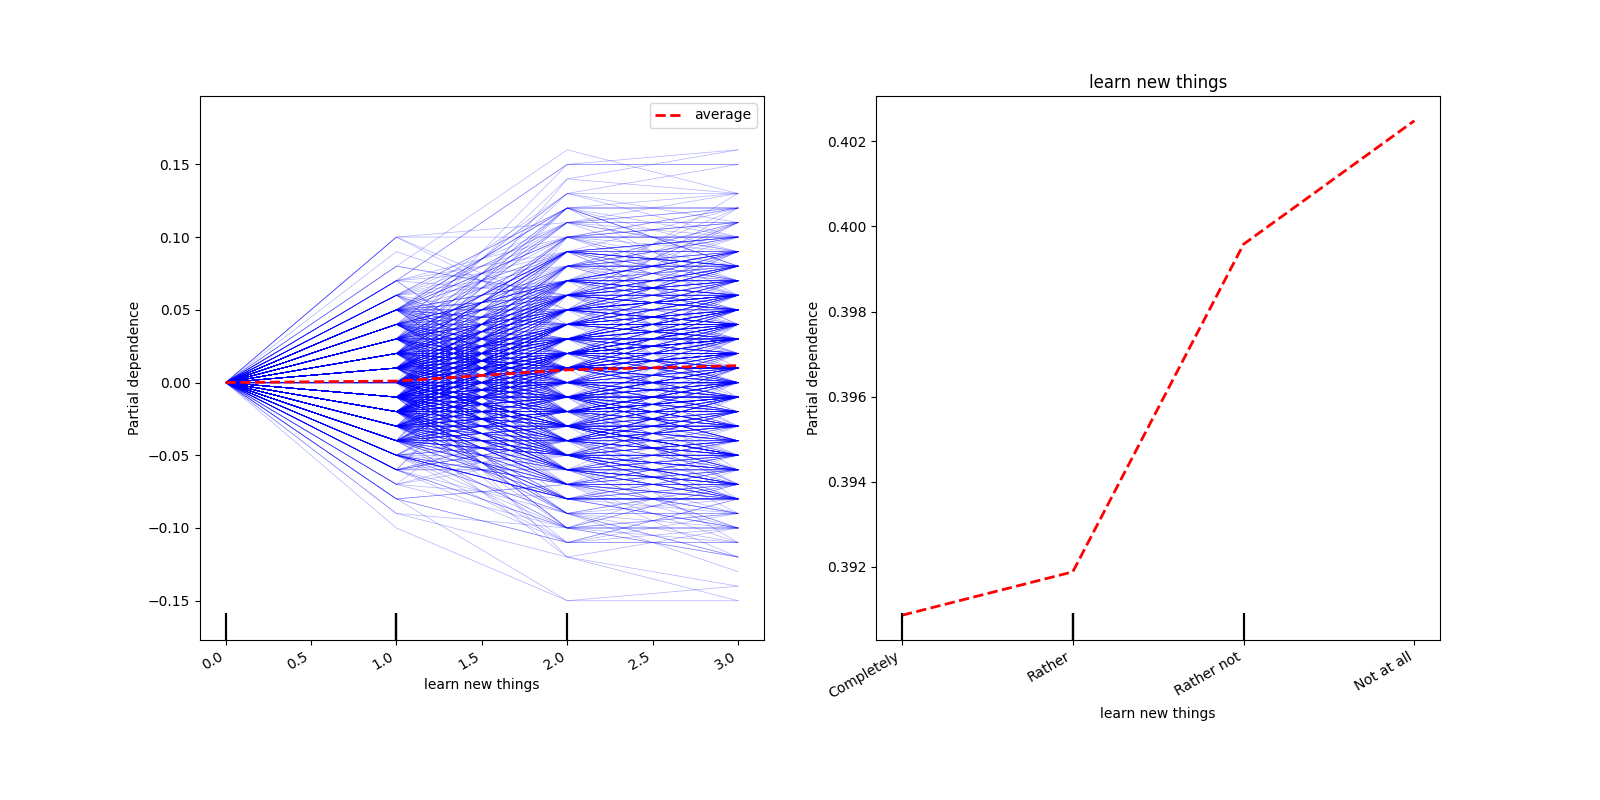 average
0.15
0.10
0.05
0.00
−0.05
−0.10
−0.15
Partial dependence
0.0
0.5
1.0
1.5
2.0
2.5
3.0
learn new things
learn new things
0.402
0.400
0.398
0.396
0.394
0.392
Partial dependence
Completely
Rather
Rather not
Not at all
learn new things